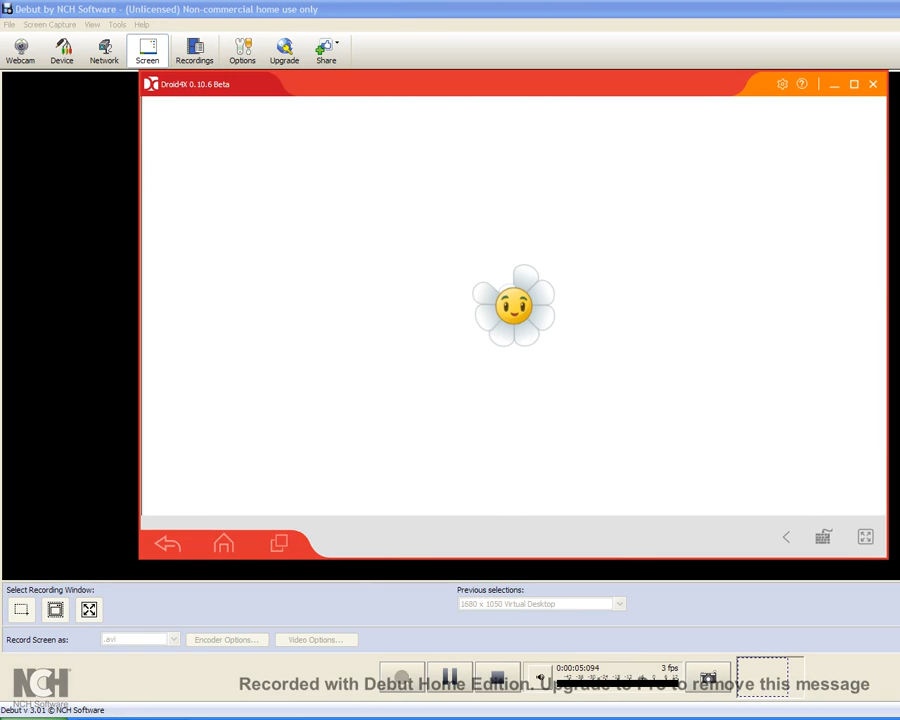 Debut by NCH Software - (Unlicensed) Non-commercial home use only
File Screen Capture View Tools Help
Webcam Device Network Screen Recordings Options Upgrade Share
Droid4X 0.10.6 Beta
Select Recording Window:
Previous selections:
1680 x 1050 Virtual Desktop
Record Screen as: .avi Encoder Options... Video Options...
0:00:05:094 3 fps
Recorded with Debut Home Edition. Upgrade to Pro to remove this message
NCH
NCH Software
Debut v 3.01 © NCH Software